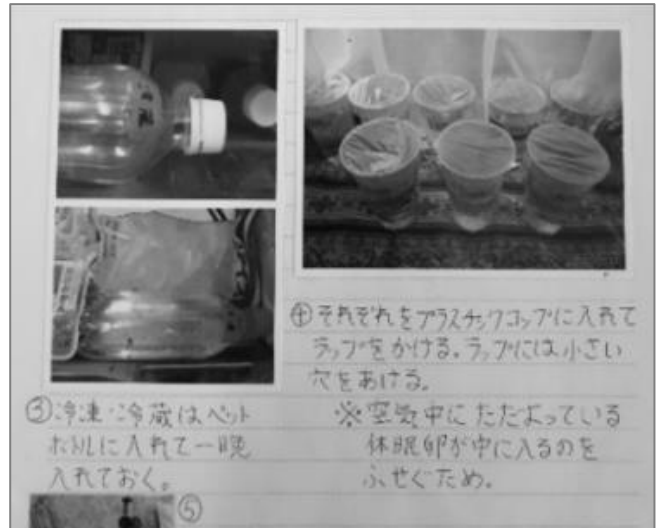 ③冷凍・冷蔵はペット
ボトルに入れて一晩
入れておく。
④それぞれをプラスチックコップに入れて
ラップをかける。ラップには小さい
穴をあける。
※空気中にただよっている
休眠卵が中に入るのを
ふせぐため。
⑤